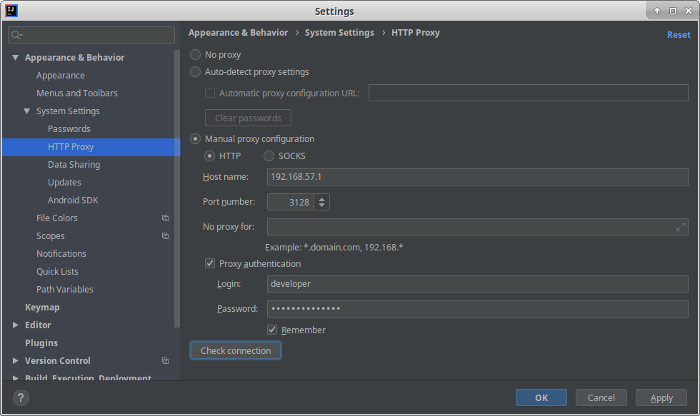 Settings
Appearance & Behavior › System Settings › HTTP Proxy
Reset
Appearance & Behavior
Appearance
Menus and Toolbars
System Settings
Passwords
HTTP Proxy
Data Sharing
Updates
Android SDK
File Colors
Scopes
Notifications
Quick Lists
Path Variables
Keymap
Editor
Plugins
Version Control
Build, Execution, Deployment
No proxy
Auto-detect proxy settings
Automatic proxy configuration URL:
Clear passwords
Manual proxy configuration
HTTP SOCKS
Host name: 192.168.57.1
Port number: 3128
No proxy for:
Example: *.domain.com, 192.168.*
Proxy authentication
Login: developer
Password: ••••••••••••••
Remember
Check connection
?
OK Cancel Apply